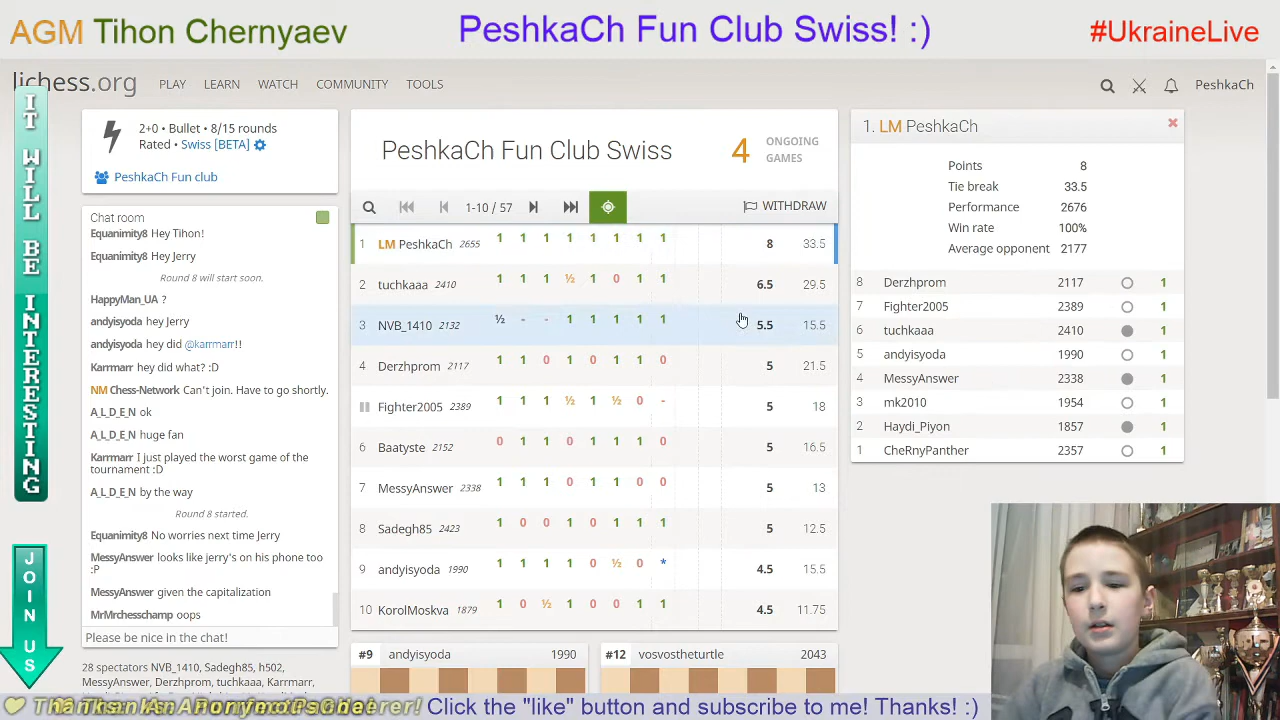 AGM Tihon Chernyaev
PeshkaCh Fun Club Swiss! :)
#UkraineLive
lichess.org PLAY LEARN WATCH COMMUNITY TOOLS PeshkaCh
IT WILL BE INTERESTING
JOIN US
2+0 • Bullet • 8/15 rounds
Rated • Swiss [BETA]
PeshkaCh Fun club
Chat room
Equanimity8 Hey Tihon!
Equanimity8 Hey Jerry
Round 8 will start soon.
HappyMan_UA ?
andyisyoda hey Jerry
andyisyoda hey did @karrmarr!!
Karrmarr hey did what? :D
NM Chess-Network Can't join. Have to go shortly.
A_L_D_E_N ok
A_L_D_E_N huge fan
Karrmarr I just played the worst game of the
tournament :D
A_L_D_E_N by the way
Round 8 started.
Equanimity8 No worries next time Jerry
MessyAnswer looks like jerry's on his phone too
:P
MessyAnswer given the capitalization
MrMrchesschamp oops
Please be nice in the chat!
28 spectators NVB_1410, Sadegh85, h502,
MessyAnswer, Derzhprom, tuchkaaa, Karrmarr,
PeshkaCh Fun Club Swiss
4 ONGOING
GAMES
1-10 / 57 WITHDRAW
1 LM PeshkaCh 2655 1 1 1 1 1 1 1 1 8 33.5
2 tuchkaaa 2410 1 1 1 ½ 1 0 1 1 6.5 29.5
3 NVB_1410 2132 ½ - - 1 1 1 1 1 5.5 15.5
4 Derzhprom 2117 1 1 0 1 0 1 1 0 5 21.5
Fighter2005 2389 1 1 1 ½ 1 ½ 0 - 5 18
6 Baatyste 2152 0 1 1 0 1 1 1 0 5 16.5
7 MessyAnswer 2338 1 1 1 0 1 1 0 0 5 13
8 Sadegh85 2423 1 0 0 1 0 1 1 1 5 12.5
9 andyisyoda 1990 1 1 1 1 0 ½ 0 * 4.5 15.5
10 KorolMoskva 1879 1 0 ½ 1 0 0 1 1 4.5 11.75
#9 andyisyoda 1990
#12 vosvostheturtle 2043
1. LM PeshkaCh
Points 8
Tie break 33.5
Performance 2676
Win rate 100%
Average opponent 2177
8 Derzhprom 2117 1
7 Fighter2005 2389 1
6 tuchkaaa 2410 1
5 andyisyoda 1990 1
4 MessyAnswer 2338 1
3 mk2010 1954 1
2 Haydi_Piyon 1857 1
1 CheRnyPanther 2357 1
Click the "like" button and subscribe to me! Thanks! :)